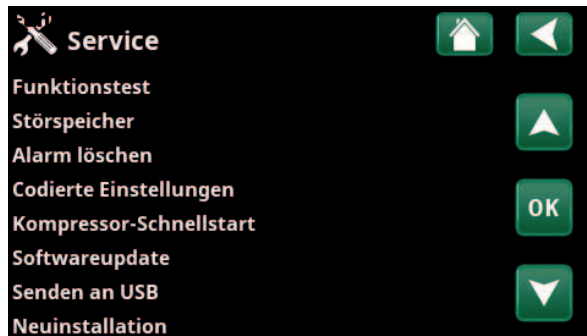 Service
Funktionstest
Störspeicher
Alarm löschen
Codierte Einstellungen
Kompressor-Schnellstart
OK
Softwareupdate
Senden an USB
Neuinstallation